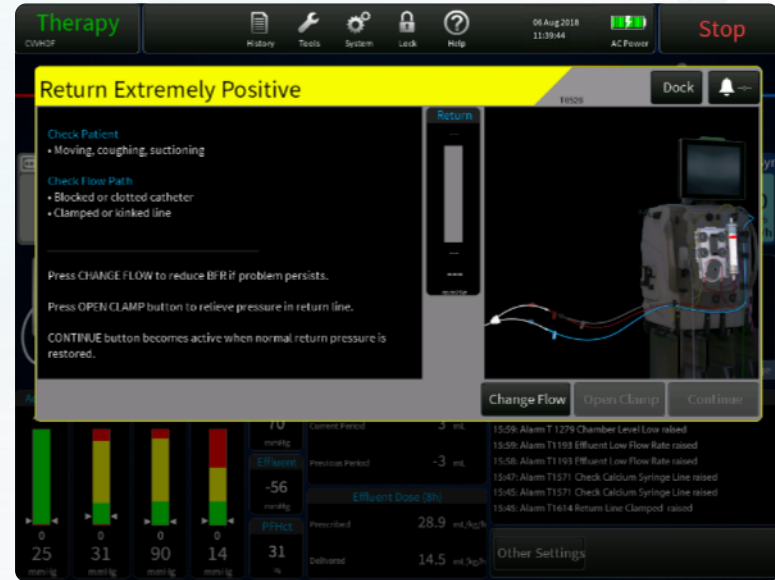 Therapy
CVVHDF
History
Tools
System
Lock
Help
06 Aug 2018
11:39:44
AC Power
Stop
Return Extremely Positive
T0526
Dock
Check Patient
• Moving, coughing, suctioning
Check Flow Path
• Blocked or clotted catheter
• Clamped or kinked line
Press CHANGE FLOW to reduce BFR if problem persists.
Press OPEN CLAMP button to relieve pressure in return line.
CONTINUE button becomes active when normal return pressure is
restored.
Return
---
---
---
mmHg
Change Flow
Open Clamp
Continue
70
mmHg
Effluent
-56
mmHg
PFHct
31
%
Current Period
3 mL
Previous Period
-3 mL
Effluent Dose (8h)
Prescribed
28.9 mL/kg/h
Delivered
14.5 mL/kg/h
15:59: Alarm T 1279 Chamber Level Low raised
15:59: Alarm T1193 Effluent Low Flow Rate raised
15:58: Alarm T1193 Effluent Low Flow Rate raised
15:47: Alarm T1571 Check Calcium Syringe Line raised
15:45: Alarm T1571 Check Calcium Syringe Line raised
15:45: Alarm T1614 Return Line Clamped raised
Other Settings
0
0
0
0
25
31
90
14
mmHg
mmHg
mmHg
mmHg